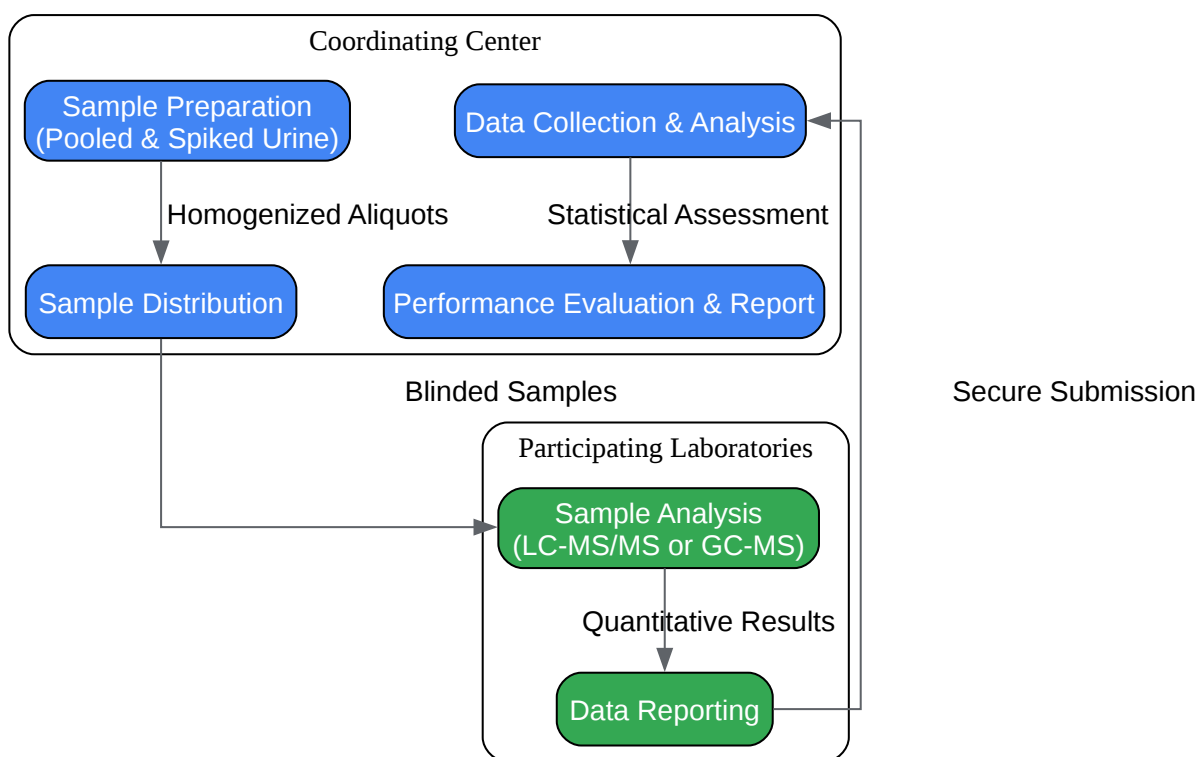 Coordinating Center
Sample Preparation
(Pooled & Spiked Urine)
Data Collection & Analysis
Homogenized Aliquots
Statistical Assessment
Sample Distribution
Performance Evaluation & Report
Blinded Samples
Secure Submission
Participating Laboratories
Sample Analysis
(LC-MS/MS or GC-MS)
Quantitative Results
Data Reporting